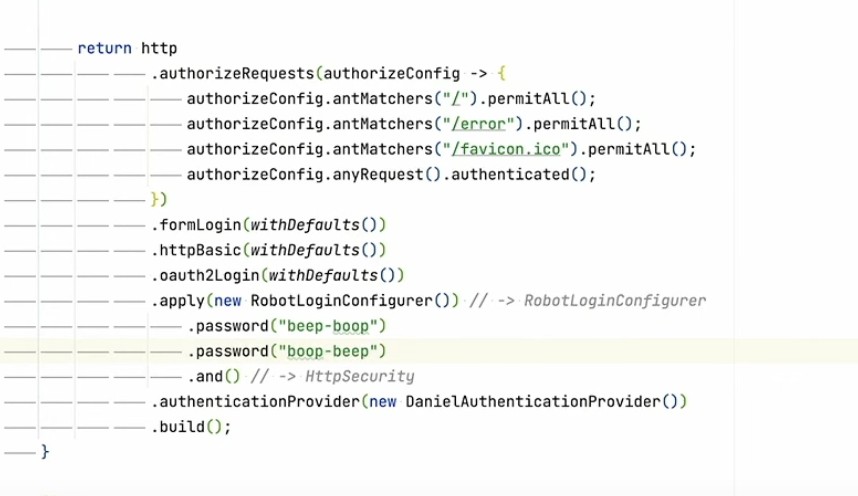 return http
.authorizeRequests(authorizeConfig -> {
authorizeConfig.antMatchers("/").permitAll();
authorizeConfig.antMatchers("/error").permitAll();
authorizeConfig.antMatchers("/favicon.ico").permitAll();
authorizeConfig.anyRequest().authenticated();
})
.formLogin(withDefaults())
.httpBasic(withDefaults())
.oauth2Login(withDefaults())
.apply(new RobotLoginConfigurer()) // -> RobotLoginConfigurer
.password("beep-boop")
.password("boop-beep")
.and() // -> HttpSecurity
.authenticationProvider(new DanielAuthenticationProvider())
.build();
}